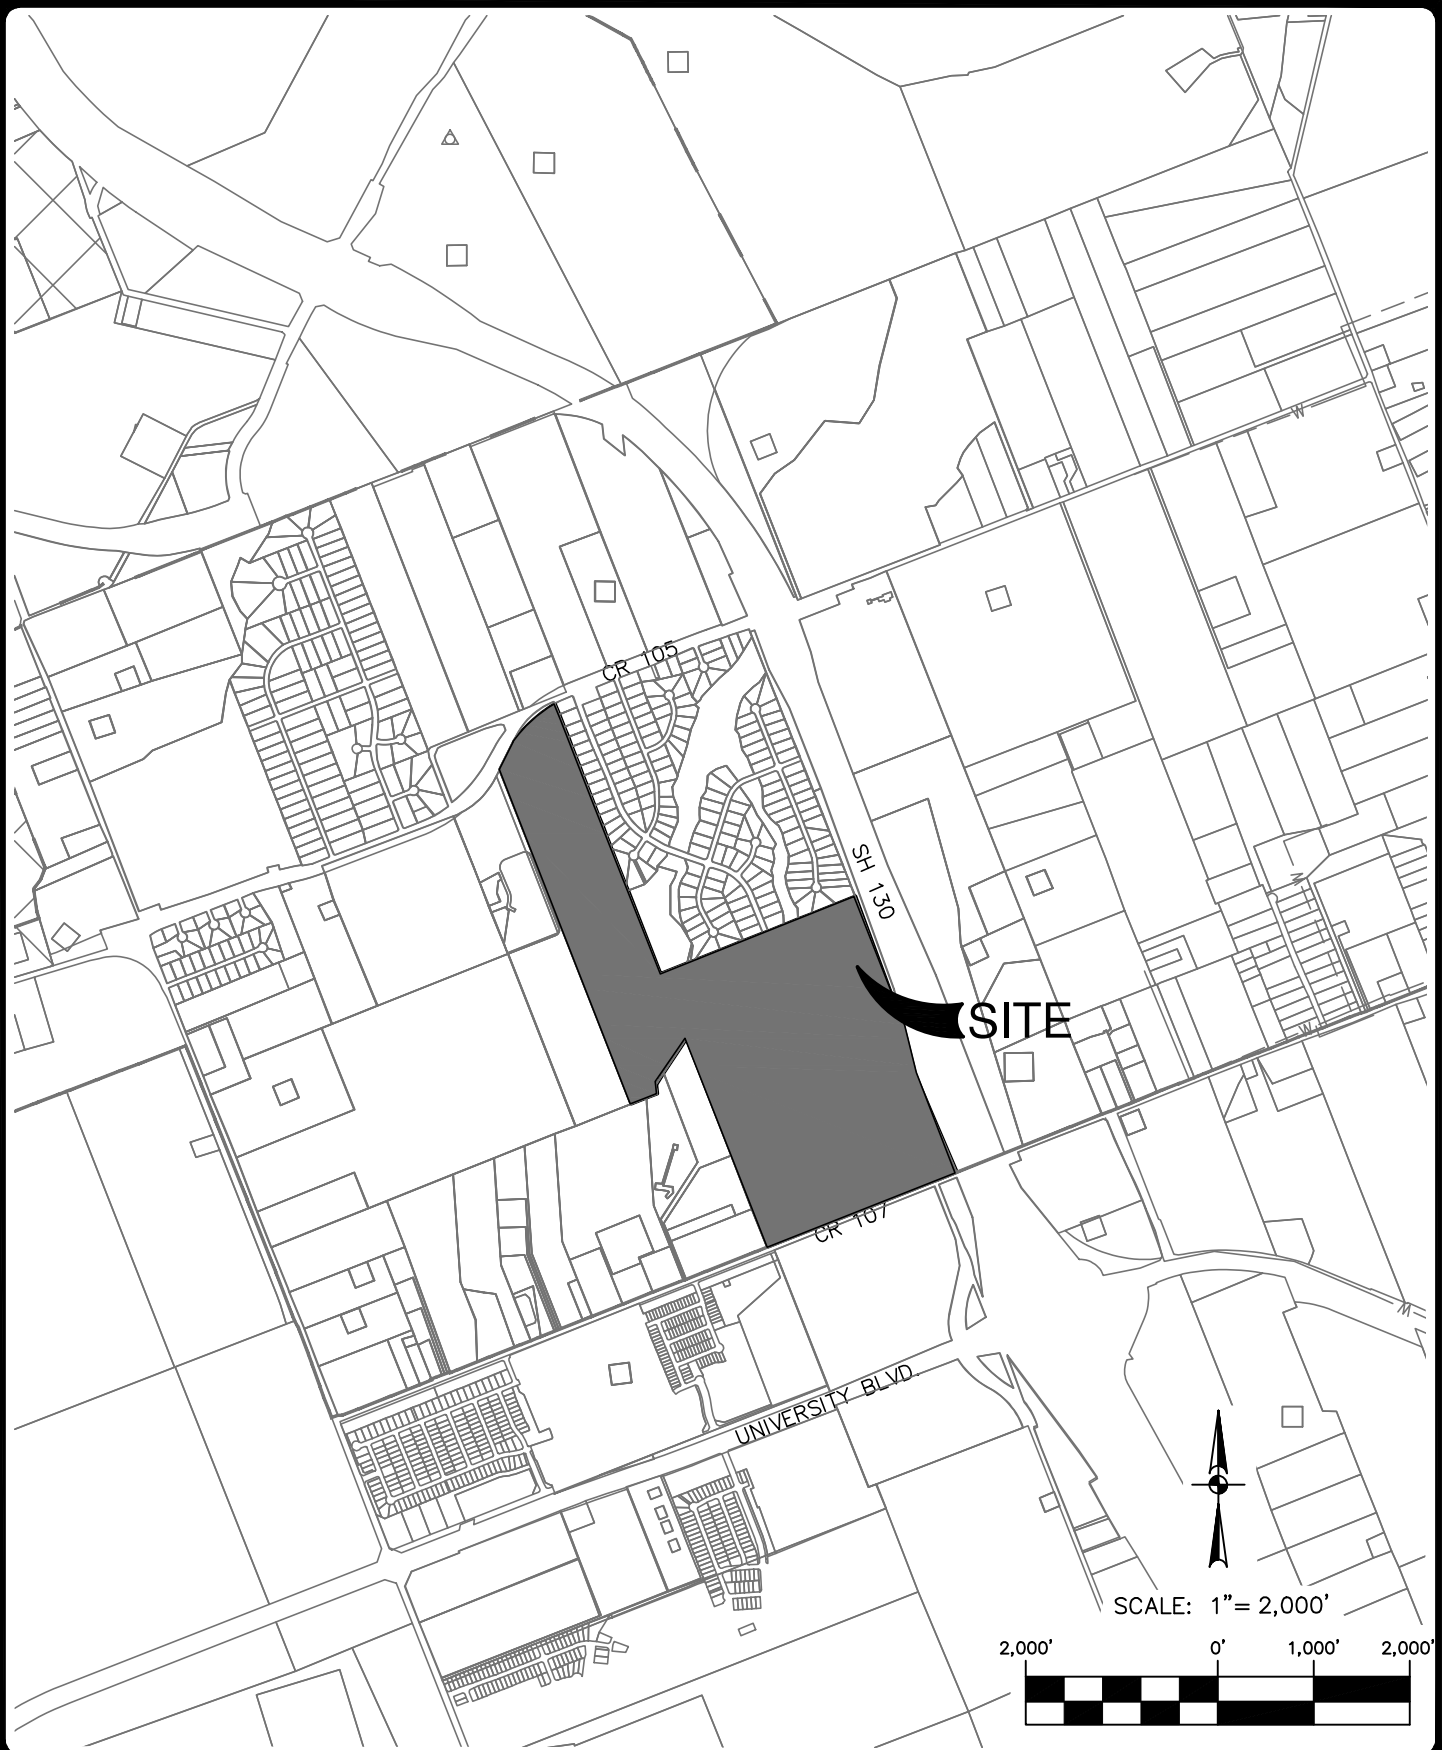 W
CR 105
SH 130
W
SITE
W
CR 107
W
UNIVERSITY BLVD.
SCALE: 1"= 2,000'
2,000' 0' 1,000' 2,000'